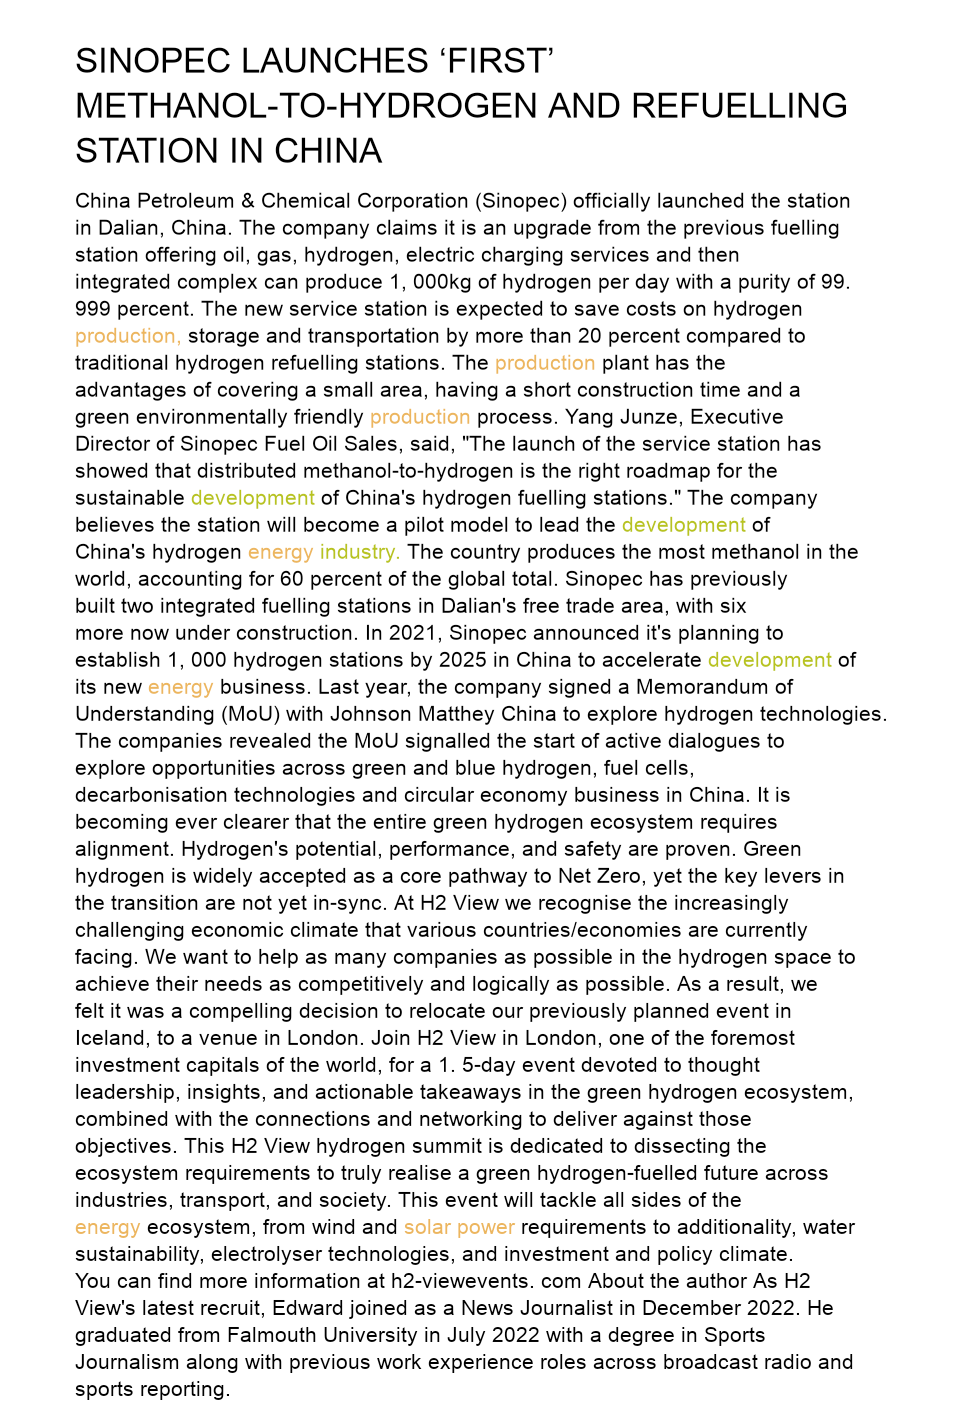 SINOPEC LAUNCHES ‘FIRST’
METHANOL-TO-HYDROGEN AND REFUELLING
STATION IN CHINA
China Petroleum & Chemical Corporation (Sinopec) officially launched the station
in Dalian, China. The company claims it is an upgrade from the previous fuelling
station offering oil, gas, hydrogen, electric charging services and then
integrated complex can produce 1, 000kg of hydrogen per day with a purity of 99.
999 percent. The new service station is expected to save costs on hydrogen
production, storage and transportation by more than 20 percent compared to
traditional hydrogen refuelling stations. The production plant has the
advantages of covering a small area, having a short construction time and a
green environmentally friendly production process. Yang Junze, Executive
Director of Sinopec Fuel Oil Sales, said, "The launch of the service station has
showed that distributed methanol-to-hydrogen is the right roadmap for the
sustainable development of China's hydrogen fuelling stations." The company
believes the station will become a pilot model to lead the development of
China's hydrogen energy industry. The country produces the most methanol in the
world, accounting for 60 percent of the global total. Sinopec has previously
built two integrated fuelling stations in Dalian's free trade area, with six
more now under construction. In 2021, Sinopec announced it's planning to
establish 1, 000 hydrogen stations by 2025 in China to accelerate development of
its new energy business. Last year, the company signed a Memorandum of
Understanding (MoU) with Johnson Matthey China to explore hydrogen technologies.
The companies revealed the MoU signalled the start of active dialogues to
explore opportunities across green and blue hydrogen, fuel cells,
decarbonisation technologies and circular economy business in China. It is
becoming ever clearer that the entire green hydrogen ecosystem requires
alignment. Hydrogen's potential, performance, and safety are proven. Green
hydrogen is widely accepted as a core pathway to Net Zero, yet the key levers in
the transition are not yet in-sync. At H2 View we recognise the increasingly
challenging economic climate that various countries/economies are currently
facing. We want to help as many companies as possible in the hydrogen space to
achieve their needs as competitively and logically as possible. As a result, we
felt it was a compelling decision to relocate our previously planned event in
Iceland, to a venue in London. Join H2 View in London, one of the foremost
investment capitals of the world, for a 1. 5-day event devoted to thought
leadership, insights, and actionable takeaways in the green hydrogen ecosystem,
combined with the connections and networking to deliver against those
objectives. This H2 View hydrogen summit is dedicated to dissecting the
ecosystem requirements to truly realise a green hydrogen-fuelled future across
industries, transport, and society. This event will tackle all sides of the
energy ecosystem, from wind and solar power requirements to additionality, water
sustainability, electrolyser technologies, and investment and policy climate.
You can find more information at h2-viewevents. com About the author As H2
View's latest recruit, Edward joined as a News Journalist in December 2022. He
graduated from Falmouth University in July 2022 with a degree in Sports
Journalism along with previous work experience roles across broadcast radio and
sports reporting.